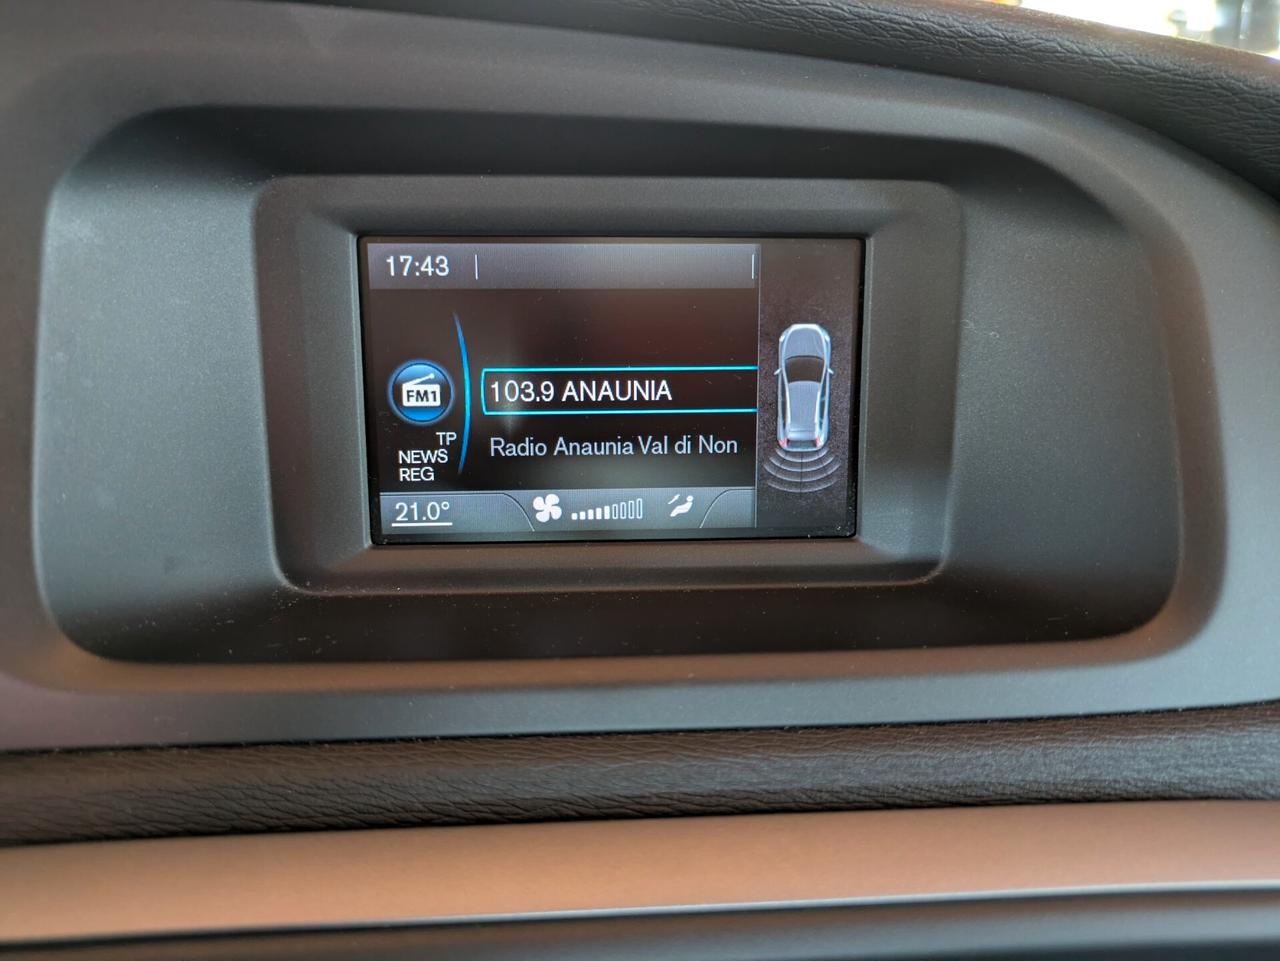 17:43
FM1
103.9 ANAUNIA
TP
NEWS
REG
Radio Anaunia Val di Non
21.0°